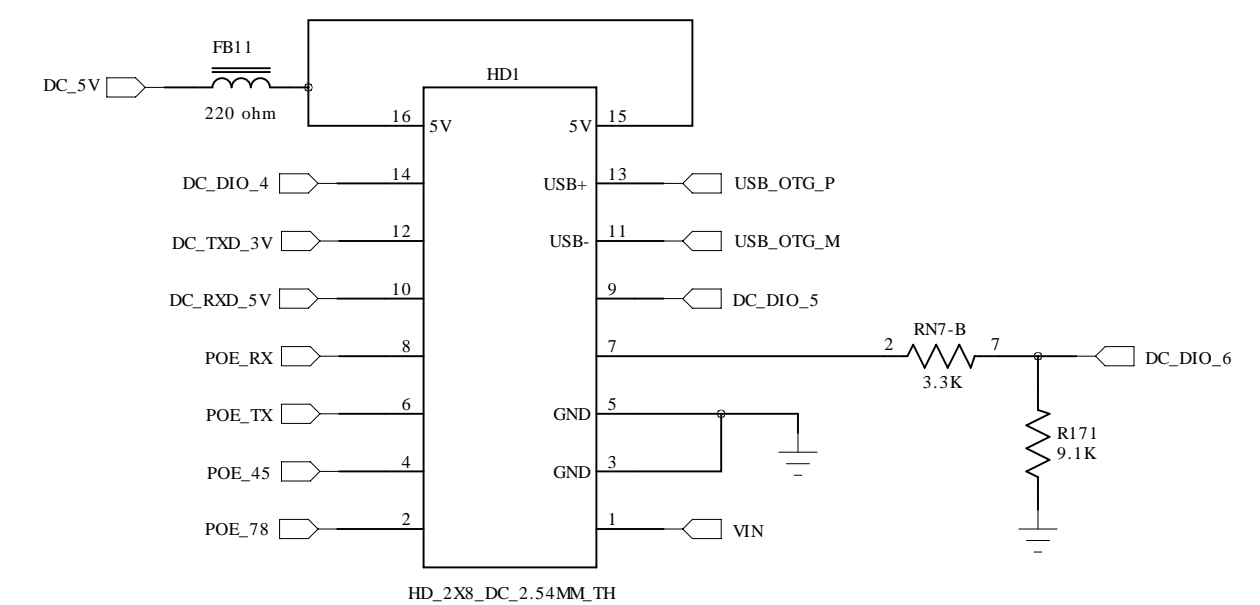 FB11
DC_5V
220 ohm
HD1
16 5V 5V 15
DC_DIO_4 14 USB+ 13 USB_OTG_P
DC_TXD_3V 12 USB- 11 USB_OTG_M
DC_RXD_5V 10 9 DC_DIO_5
RN7-B
POE_RX 8 7 2 7 DC_DIO_6
3.3K
POE_TX 6 GND 5
R171
9.1K
POE_45 4 GND 3
POE_78 2 1 VIN
HD_2X8_DC_2.54MM_TH